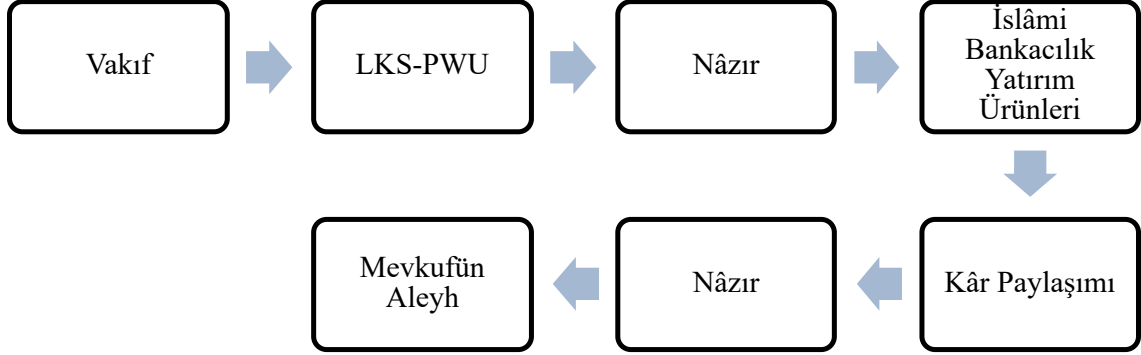 Vakıf
LKS-PWU
Nâzır
İslâmi
Bankacılık
Yatırım
Ürünleri
Kâr Paylaşımı
Nâzır
Mevkufün
Aleyh